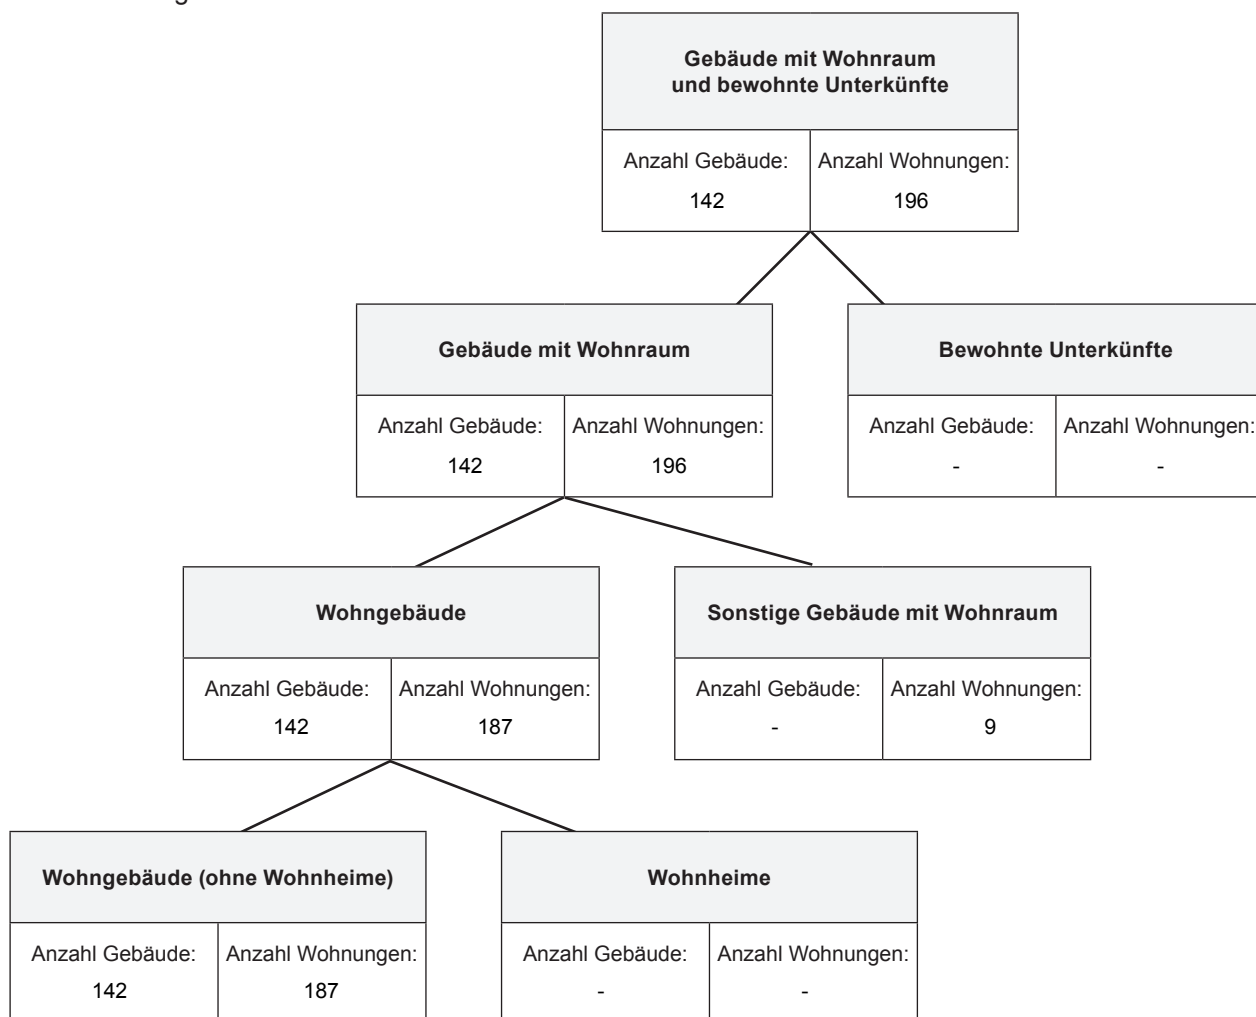 Gebäude mit Wohnraum
und bewohnte Unterkünfte
Anzahl Gebäude: Anzahl Wohnungen:
142 196
Gebäude mit Wohnraum
Anzahl Gebäude: Anzahl Wohnungen:
142 196
Bewohnte Unterkünfte
Anzahl Gebäude: Anzahl Wohnungen:
- -
Wohngebäude
Anzahl Gebäude: Anzahl Wohnungen:
142 187
Sonstige Gebäude mit Wohnraum
Anzahl Gebäude: Anzahl Wohnungen:
- 9
Wohngebäude (ohne Wohnheime)
Anzahl Gebäude: Anzahl Wohnungen:
142 187
Wohnheime
Anzahl Gebäude: Anzahl Wohnungen:
- -